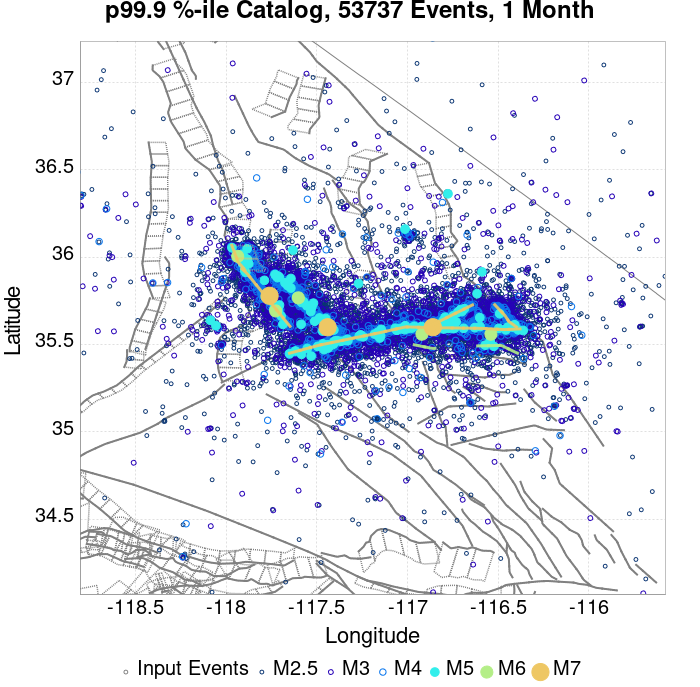 p99.9 %-ile Catalog, 53737 Events, 1 Month
37
36.5
36
35.5
35
34.5
Latitude
-118.5 -118 -117.5 -117 -116.5 -116
Longitude
Input Events M2.5 M3 M4 M5 M6 M7